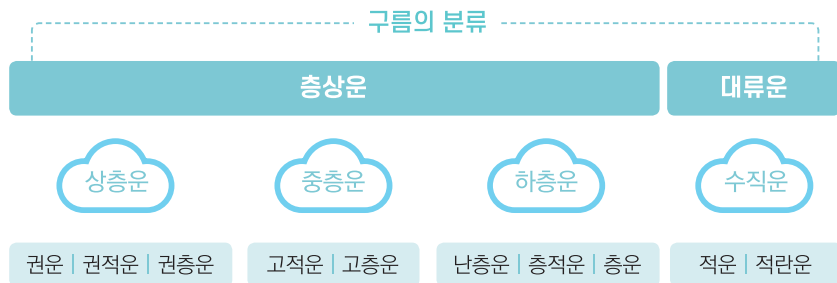 구름의 분류
층상운 대류운
상층운 중층운 하층운 수직운
권운 | 권적운 | 권층운 고적운 | 고층운 난층운 | 층적운 | 층운 적운 | 적란운